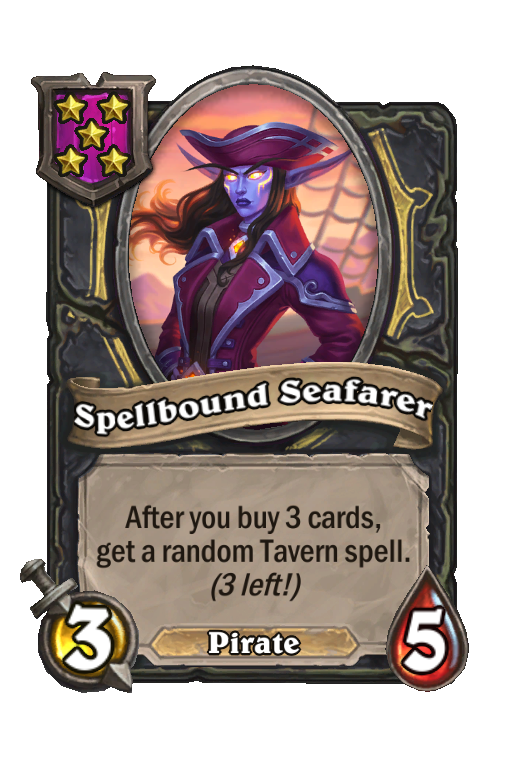 Spellbound Seafarer
After you buy 3 cards,
get a random Tavern spell.
(3 left!)
3
Pirate
5